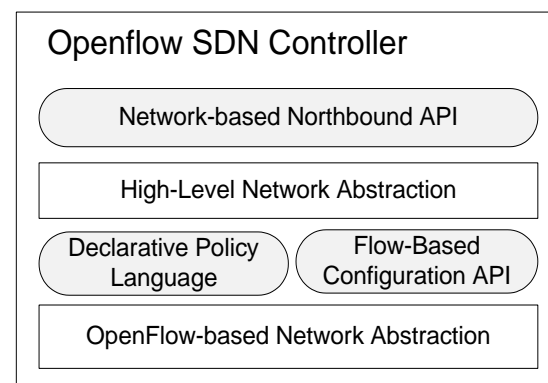 Openflow SDN Controller
Network-based Northbound API
High-Level Network Abstraction
Declarative Policy
Language
Flow-Based
Configuration API
OpenFlow-based Network Abstraction